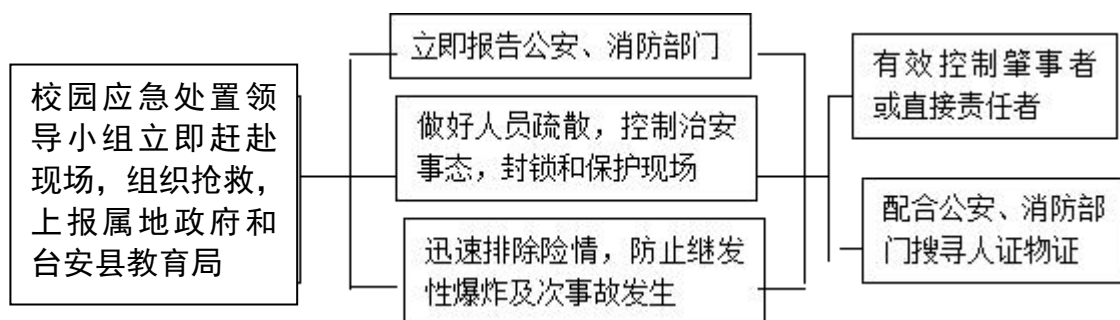 校园应急处置领
导小组立即赶赴
现场，组织抢救，
上报属地政府和
台安县教育局
立即报告公安、消防部门
做好人员疏散，控制治安
事态，封锁和保护现场
迅速排除险情，防止继发
性爆炸及次事故发生
有效控制肇事者
或直接责任者
配合公安、消防部
门搜寻人证物证